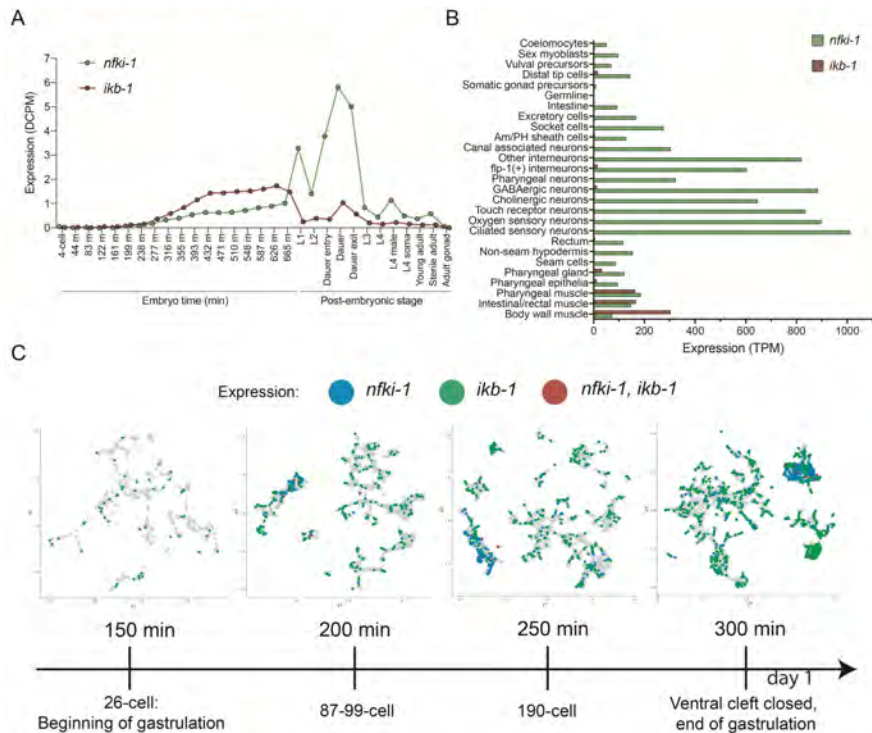 A
Expression (DCPM)
7
6
5
4
3
2
1
0
nfki-1
ikb-1
4-cell
44 m
83 m
122 m
161 m
199 m
238 m
277 m
316 m
355 m
393 m
432 m
471 m
510 m
548 m
587 m
626 m
665 m
L1
L2
Dauer entry
Dauer
Dauer exit
L3
L4
L4 male
L4 soma
Young adult
Sterile adult
Adult gonad
Embryo time (min)
Post-embryonic stage
B
nfki-1
ikb-1
Coelomocytes
Sex myoblasts
Vulval precursors
Distal tip cells
Somatic gonad precursors
Germline
Intestine
Excretory cells
Socket cells
Am/PH sheath cells
Canal associated neurons
Other interneurons
flp-1(+) interneurons
Pharyngeal neurons
GABAergic neurons
Cholinergic neurons
Touch receptor neurons
Oxygen sensory neurons
Ciliated sensory neurons
Rectum
Non-seam hypodermis
Seam cells
Pharyngeal gland
Pharyngeal epithelia
Pharyngeal muscle
Intestinal/rectal muscle
Body wall muscle
0 200 400 600 800 1000
Expression (TPM)
C
Expression: nfki-1 ikb-1 nfki-1, ikb-1
150 min 200 min 250 min 300 min
day 1
26-cell:
Beginning of gastrulation
87-99-cell
190-cell
Ventral cleft closed,
end of gastrulation